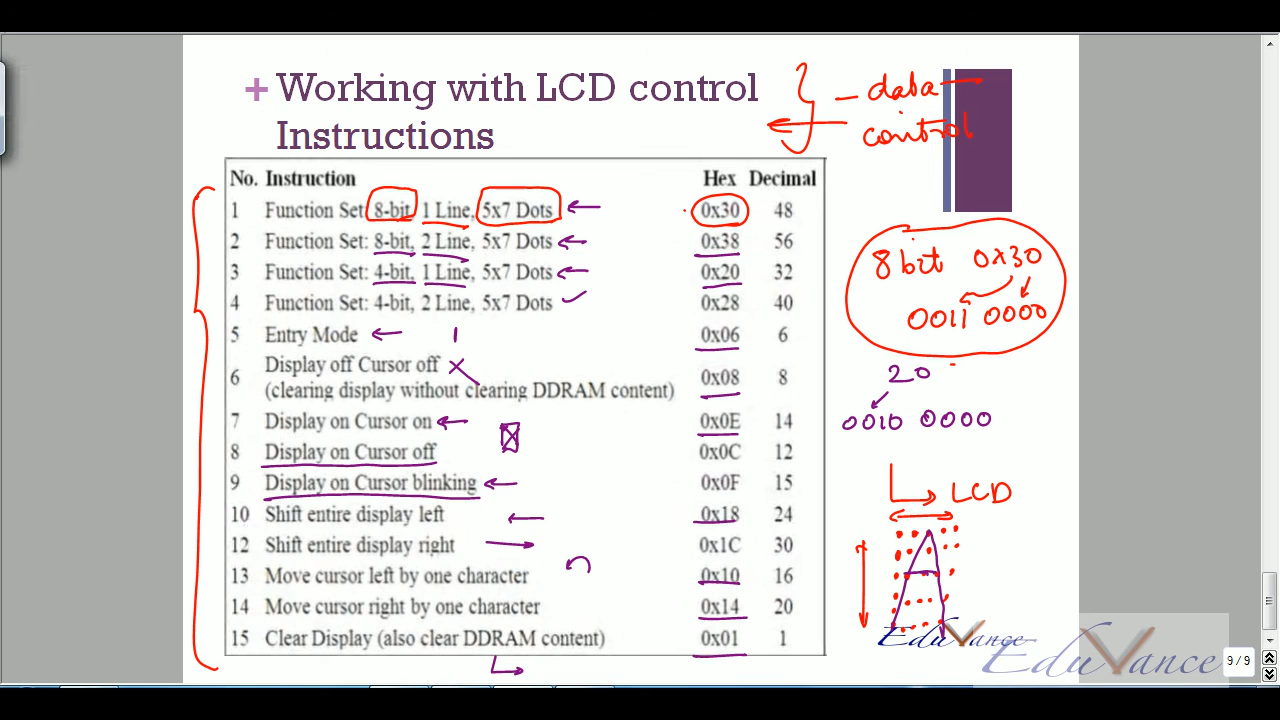 + Working with LCD control
Instructions
data
control
No. Instruction Hex Decimal
1 Function Set: 8-bit, 1 Line, 5x7 Dots 0x30 48
2 Function Set: 8-bit, 2 Line, 5x7 Dots 0x38 56
3 Function Set: 4-bit, 1 Line, 5x7 Dots 0x20 32
4 Function Set: 4-bit, 2 Line, 5x7 Dots 0x28 40
5 Entry Mode 0x06 6
6 Display off Cursor off
(clearing display without clearing DDRAM content) 0x08 8
7 Display on Cursor on 0x0E 14
8 Display on Cursor off 0x0C 12
9 Display on Cursor blinking 0x0F 15
10 Shift entire display left 0x18 24
12 Shift entire display right 0x1C 30
13 Move cursor left by one character 0x10 16
14 Move cursor right by one character 0x14 20
15 Clear Display (also clear DDRAM content) 0x01 1
8 bit 0x30
0011 0000
20
0010 0000
LCD
EduVance
EduVance
9/9